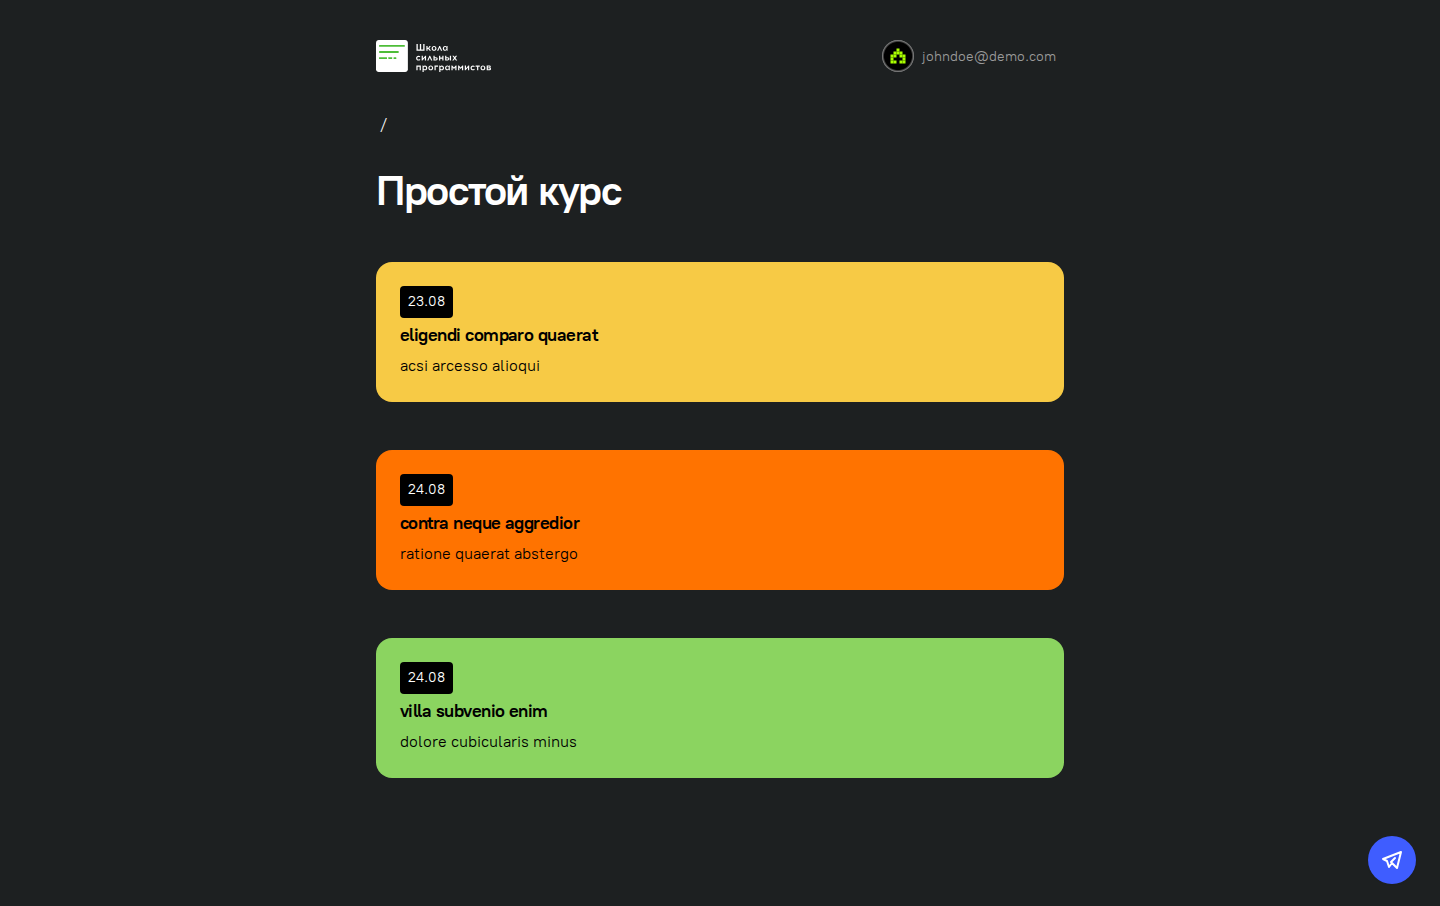 Школа
сильных
программистов
johndoe@demo.com
/
Простой курс
23.08
eligendi comparo quaerat
acsi arcesso alioqui
24.08
contra neque aggredior
ratione quaerat abstergo
24.08
villa subvenio enim
dolore cubicularis minus